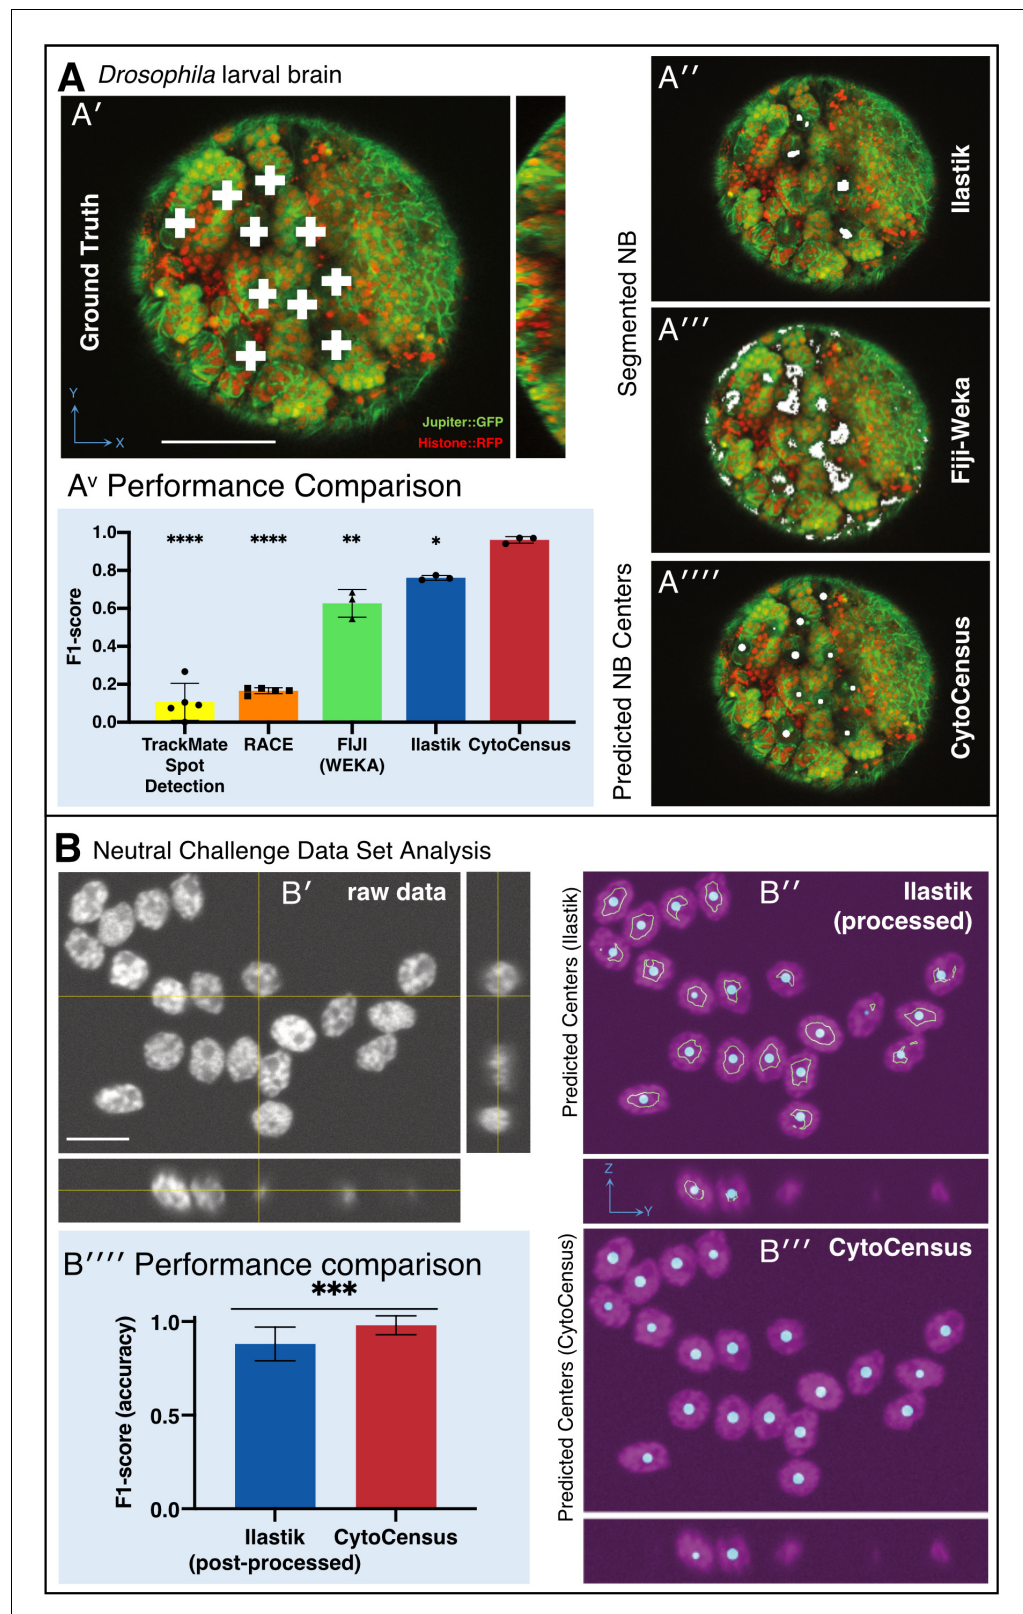 A Drosophila larval brain
A′
Ground Truth
Y
X
Jupiter::GFP
Histone::RFP
A′′
Ilastik
Segmented NB
A′′′
Fiji-Weka
Predicted NB Centers
A′′′′
CytoCensus
Aᵛ Performance Comparison
F1-score
1.0
0.8
0.6
0.4
0.2
0.0
**** **** ** *
TrackMate Spot Detection
RACE
FIJI (WEKA)
Ilastik
CytoCensus
B Neutral Challenge Data Set Analysis
B′ raw data
Predicted Centers (Ilastik)
B′′ Ilastik
(processed)
Z
Y
Predicted Centers (CytoCensus)
B′′′ CytoCensus
B′′′′ Performance comparison
***
F1-score (accuracy)
1.0
0.5
0.0
Ilastik
(post-processed)
CytoCensus